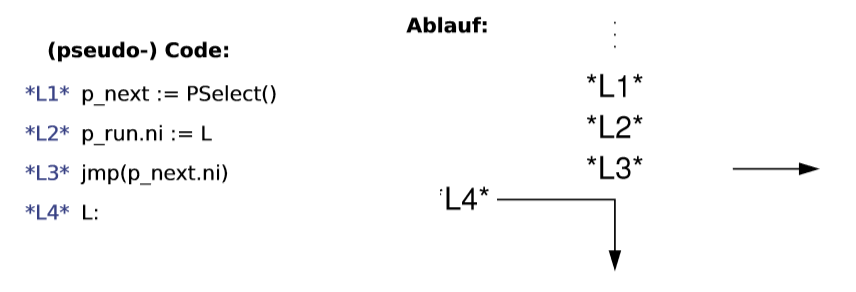 (pseudo-) Code:
*L1* p_next := PSelect()
*L2* p_run.ni := L
*L3* jmp(p_next.ni)
*L4* L:
Ablauf:
*L1*
*L2*
*L3*
L4*